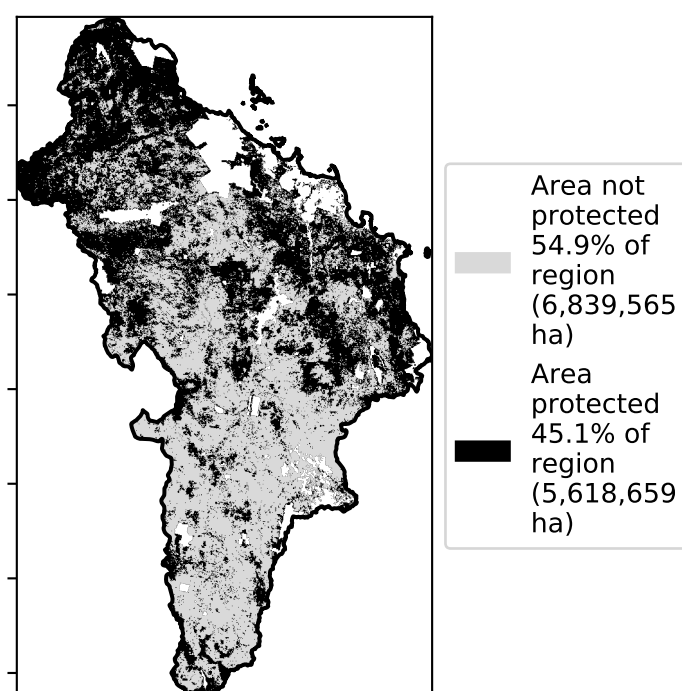 Area not
protected
54.9% of
region
(6,839,565
ha)
Area
protected
45.1% of
region
(5,618,659
ha)